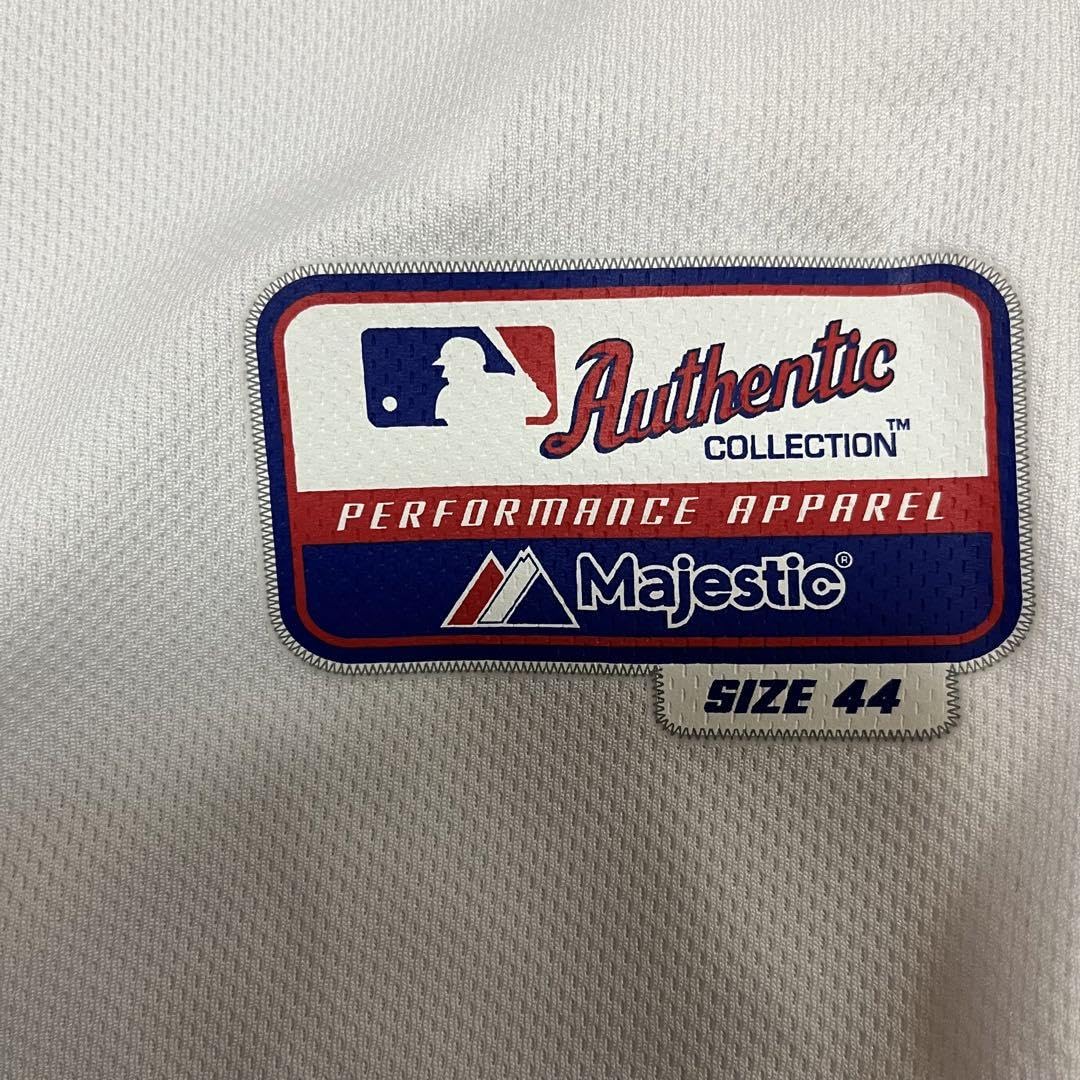 Authentic
COLLECTION™
PERFORMANCE APPAREL
Majestic®
SIZE 44